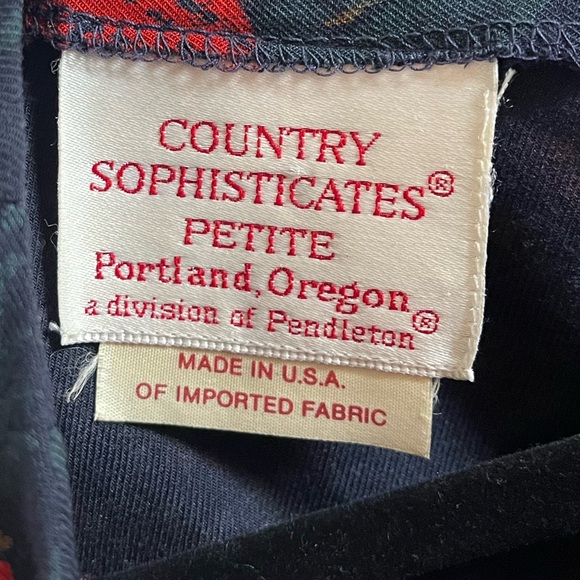 COUNTRY
SOPHISTICATES®
PETITE
Portland, Oregon
a division of Pendleton®
MADE IN U.S.A.
OF IMPORTED FABRIC